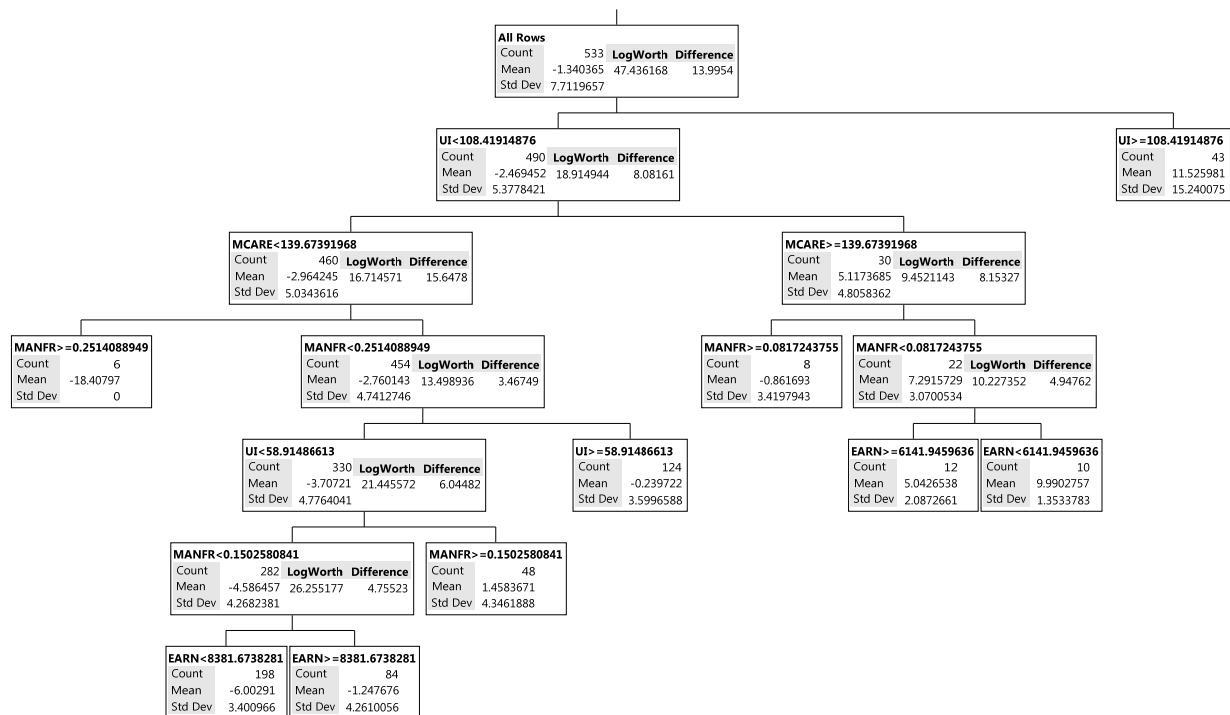 All Rows
Count 533 LogWorth Difference
Mean -1.340365 47.436168 13.9954
Std Dev 7.7119657
UI<108.41914876
Count 490 LogWorth Difference
Mean -2.469452 18.914944 8.08161
Std Dev 5.3778421
UI>=108.41914876
Count 43
Mean 11.525981
Std Dev 15.240075
MCARE<139.67391968
Count 460 LogWorth Difference
Mean -2.964245 16.714571 15.6478
Std Dev 5.0343616
MCARE>=139.67391968
Count 30 LogWorth Difference
Mean 5.1173685 9.4521143 8.15327
Std Dev 4.8058362
MANFR>=0.2514088949
Count 6
Mean -18.40797
Std Dev 0
MANFR<0.2514088949
Count 454 LogWorth Difference
Mean -2.760143 13.498936 3.46749
Std Dev 4.7412746
MANFR>=0.0817243755
Count 8
Mean -0.861693
Std Dev 3.4197943
MANFR<0.0817243755
Count 22 LogWorth Difference
Mean 7.2915729 10.227352 4.94762
Std Dev 3.0700534
UI<58.91486613
Count 330 LogWorth Difference
Mean -3.70721 21.445572 6.04482
Std Dev 4.7764041
UI>=58.91486613
Count 124
Mean -0.239722
Std Dev 3.5996588
EARN>=6141.9459636
Count 12
Mean 5.0426538
Std Dev 2.0872661
EARN<6141.9459636
Count 10
Mean 9.9902757
Std Dev 1.3533783
MANFR<0.1502580841
Count 282 LogWorth Difference
Mean -4.586457 26.255177 4.75523
Std Dev 4.2682381
MANFR>=0.1502580841
Count 48
Mean 1.4583671
Std Dev 4.3461888
EARN<8381.6738281
Count 198
Mean -6.00291
Std Dev 3.400966
EARN>=8381.6738281
Count 84
Mean -1.247676
Std Dev 4.2610056